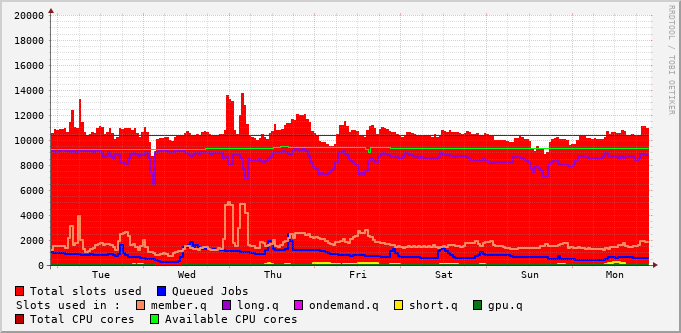 20000
18000
16000
14000
12000
10000
8000
6000
4000
2000
0
Tue Wed Thu Fri Sat Sun Mon
RRDTOOL / TOBI OETIKER
Total slots used Queued Jobs
Slots used in : member.q long.q ondemand.q short.q gpu.q
Total CPU cores Available CPU cores